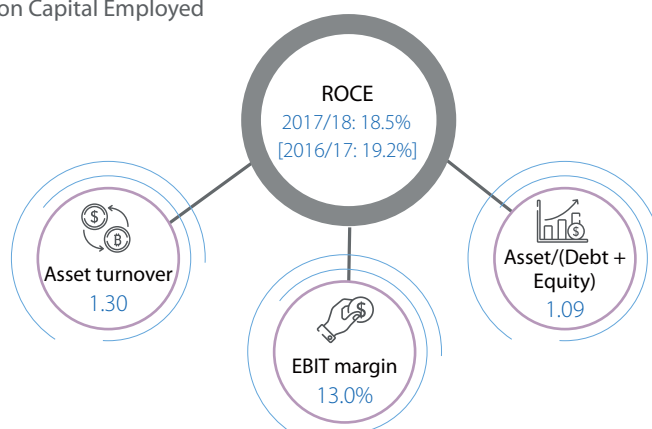 on Capital Employed
ROCE
2017/18: 18.5%
[2016/17: 19.2%]
$
B
Asset turnover
1.30
$
EBIT margin
13.0%
$
Asset/(Debt +
Equity)
1.09